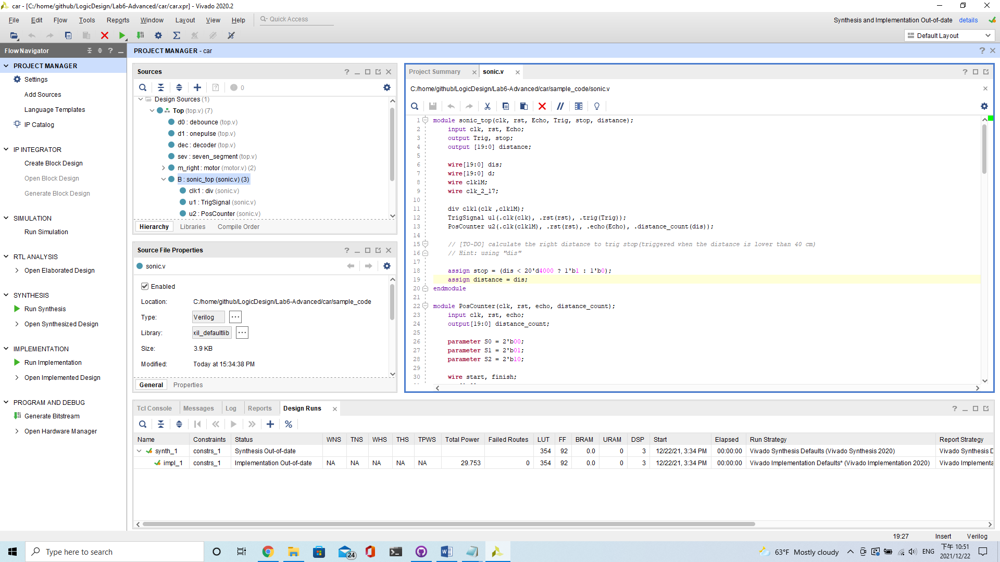 car - [C:/home/github/LogicDesign/Lab6-Advanced/car/car.xpr] - Vivado 2020.2
File Edit Flow Tools Reports Window Layout View Help Quick Access
Synthesis and Implementation Out-of-date details
Default Layout
Flow Navigator
PROJECT MANAGER
Settings
Add Sources
Language Templates
IP Catalog
IP INTEGRATOR
Create Block Design
Open Block Design
Generate Block Design
SIMULATION
Run Simulation
RTL ANALYSIS
Open Elaborated Design
SYNTHESIS
Run Synthesis
Open Synthesized Design
IMPLEMENTATION
Run Implementation
Open Implemented Design
PROGRAM AND DEBUG
Generate Bitstream
Open Hardware Manager
PROJECT MANAGER - car
Sources
0
Design Sources (1)
Top (top.v) (7)
d0 : debounce (top.v)
d1 : onepulse (top.v)
dec : decoder (top.v)
sev : seven_segment (top.v)
m_right : motor (motor.v) (2)
B : sonic_top (sonic.v) (3)
clk1 : div (sonic.v)
u1 : TrigSignal (sonic.v)
u2 : PosCounter (sonic.v)
Hierarchy Libraries Compile Order
Source File Properties
sonic.v
Enabled
Location: C:/home/github/LogicDesign/Lab6-Advanced/car/sample_code
Type: Verilog
Library: xil_defaultlib
Size: 3.9 KB
Modified: Today at 15:34:38 PM
General Properties
Project Summary sonic.v
C:/home/github/LogicDesign/Lab6-Advanced/car/sample_code/sonic.v
1 module sonic_top(clk, rst, Echo, Trig, stop, distance);
2 input clk, rst, Echo;
3 output Trig, stop;
4 output [19:0] distance;
5
6 wire[19:0] dis;
7 wire[19:0] d;
8 wire clk1M;
9 wire clk_2_17;
10
11 div clk1(clk ,clk1M);
12 TrigSignal u1(.clk(clk), .rst(rst), .trig(Trig));
13 PosCounter u2(.clk(clk1M), .rst(rst), .echo(Echo), .distance_count(dis));
14
15 // [TO-DO] calculate the right distance to trig stop(triggered when the distance is lower than 40 cm)
16 // Hint: using "dis"
17
18 assign stop = (dis < 20'd4000 ? 1'b1 : 1'b0);
19 assign distance = dis;
20 endmodule
21
22 module PosCounter(clk, rst, echo, distance_count);
23 input clk, rst, echo;
24 output[19:0] distance_count;
25
26 parameter S0 = 2'b00;
27 parameter S1 = 2'b01;
28 parameter S2 = 2'b10;
29
30 wire start, finish;
Tcl Console Messages Log Reports Design Runs
Name Constraints Status WNS TNS WHS THS TPWS Total Power Failed Routes LUT FF BRAM URAM DSP Start Elapsed Run Strategy Report Strategy
synth_1 constrs_1 Synthesis Out-of-date 354 92 0.0 0 3 12/22/21, 3:34 PM 00:00:00 Vivado Synthesis Defaults (Vivado Synthesis 2020) Vivado Synthesis D
impl_1 constrs_1 Implementation Out-of-date NA NA NA NA NA 29.753 0 354 92 0.0 0 3 12/22/21, 3:34 PM 00:00:00 Vivado Implementation Defaults* (Vivado Implementation 2020) Vivado Implementa
19:27 Insert Verilog
Type here to search
24
63°F Mostly cloudy
ENG
下午 10:51
2021/12/22